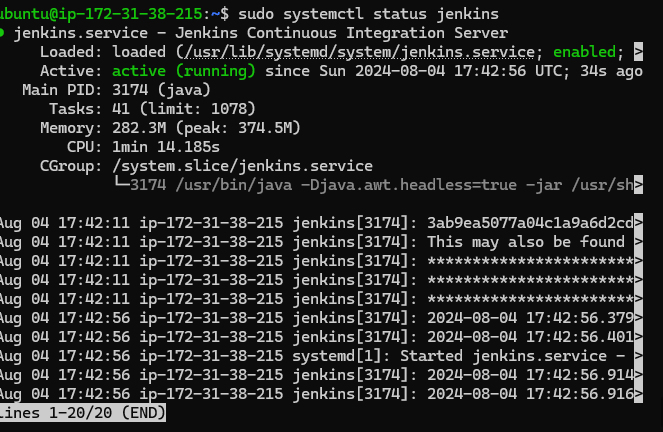 ubuntu@ip-172-31-38-215:~$ sudo systemctl status jenkins
● jenkins.service - Jenkins Continuous Integration Server
     Loaded: loaded (/usr/lib/systemd/system/jenkins.service; enabled; >
     Active: active (running) since Sun 2024-08-04 17:42:56 UTC; 34s ago
   Main PID: 3174 (java)
      Tasks: 41 (limit: 1078)
     Memory: 282.3M (peak: 374.5M)
        CPU: 1min 14.185s
     CGroup: /system.slice/jenkins.service
             └─3174 /usr/bin/java -Djava.awt.headless=true -jar /usr/sh>
Aug 04 17:42:11 ip-172-31-38-215 jenkins[3174]: 3ab9ea5077a04c1a9a6d2cd>
Aug 04 17:42:11 ip-172-31-38-215 jenkins[3174]: This may also be found >
Aug 04 17:42:11 ip-172-31-38-215 jenkins[3174]: ***********************>
Aug 04 17:42:11 ip-172-31-38-215 jenkins[3174]: ***********************>
Aug 04 17:42:11 ip-172-31-38-215 jenkins[3174]: ***********************>
Aug 04 17:42:56 ip-172-31-38-215 jenkins[3174]: 2024-08-04 17:42:56.379>
Aug 04 17:42:56 ip-172-31-38-215 jenkins[3174]: 2024-08-04 17:42:56.401>
Aug 04 17:42:56 ip-172-31-38-215 systemd[1]: Started jenkins.service - >
Aug 04 17:42:56 ip-172-31-38-215 jenkins[3174]: 2024-08-04 17:42:56.914>
Aug 04 17:42:56 ip-172-31-38-215 jenkins[3174]: 2024-08-04 17:42:56.916>
lines 1-20/20 (END)